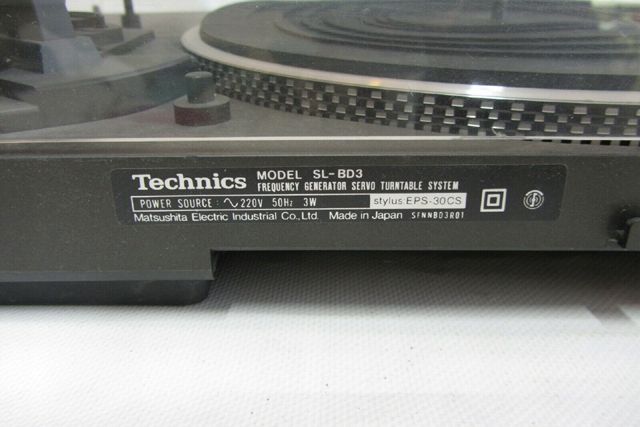 Technics MODEL SL-BD3
FREQUENCY GENERATOR SERVO TURNTABLE SYSTEM
POWER SOURCE : ∿220V 50Hz 3W stylus:EPS-30CS
Matsushita Electric Industrial Co.,Ltd. Made in Japan SFNNBD3R01